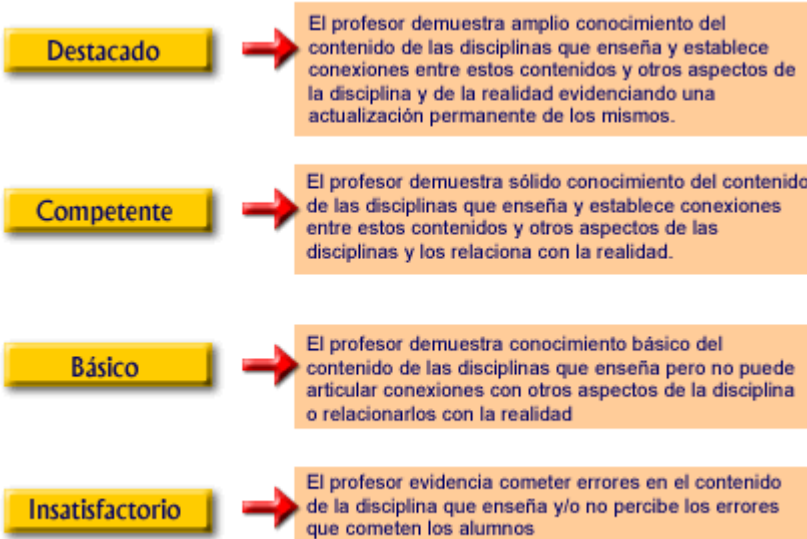 Destacado
El profesor demuestra amplio conocimiento del
contenido de las disciplinas que enseña y establece
conexiones entre estos contenidos y otros aspectos de
la disciplina y de la realidad evidenciando una
actualización permanente de los mismos.
Competente
El profesor demuestra sólido conocimiento del contenido
de las disciplinas que enseña y establece conexiones
entre estos contenidos y otros aspectos de las
disciplinas y los relaciona con la realidad.
Básico
El profesor demuestra conocimiento básico del
contenido de las disciplinas que enseña pero no puede
articular conexiones con otros aspectos de la disciplina
o relacionarlos con la realidad
Insatisfactorio
El profesor evidencia cometer errores en el contenido
de la disciplina que enseña y/o no percibe los errores
que cometen los alumnos